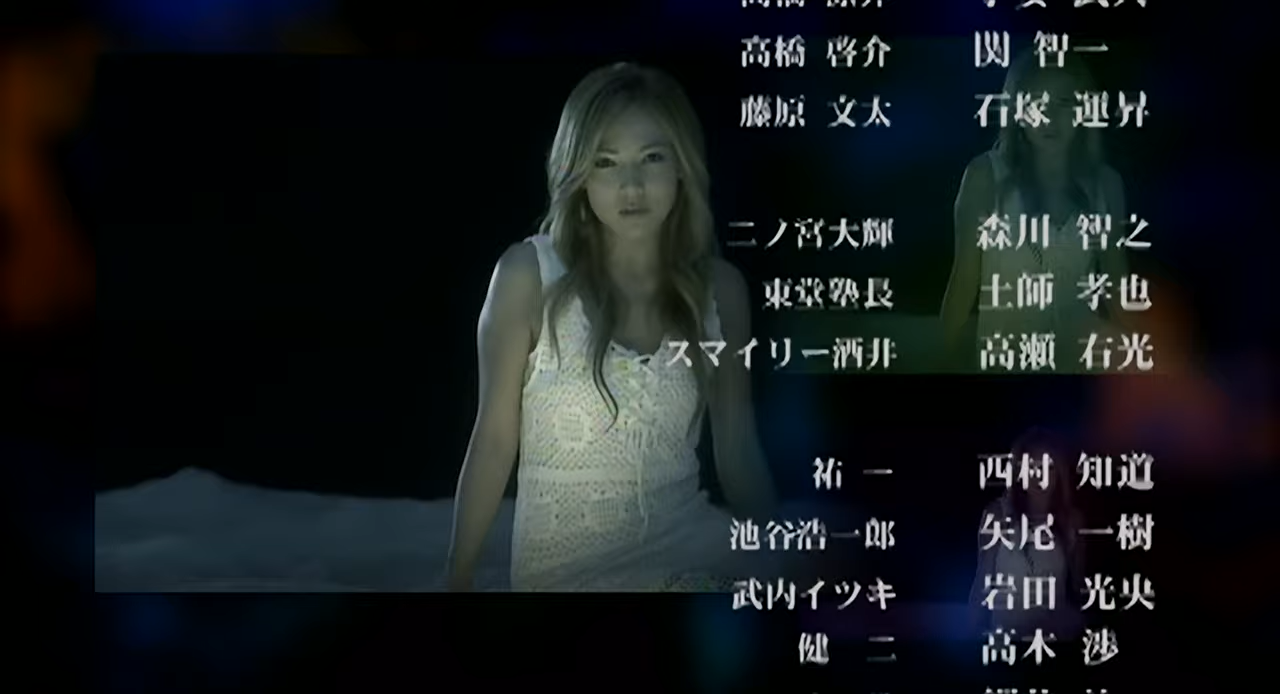 高橋 啓介 関 智一
藤原 文太 石塚 運昇
二ノ宮大輝 森川 智之
東堂塾長 土師 孝也
スマイリー酒井 高瀬 右光
祐 一 西村 知道
池谷浩一郎 矢尾 一樹
武内イツキ 岩田 光央
健 二 高木 渉